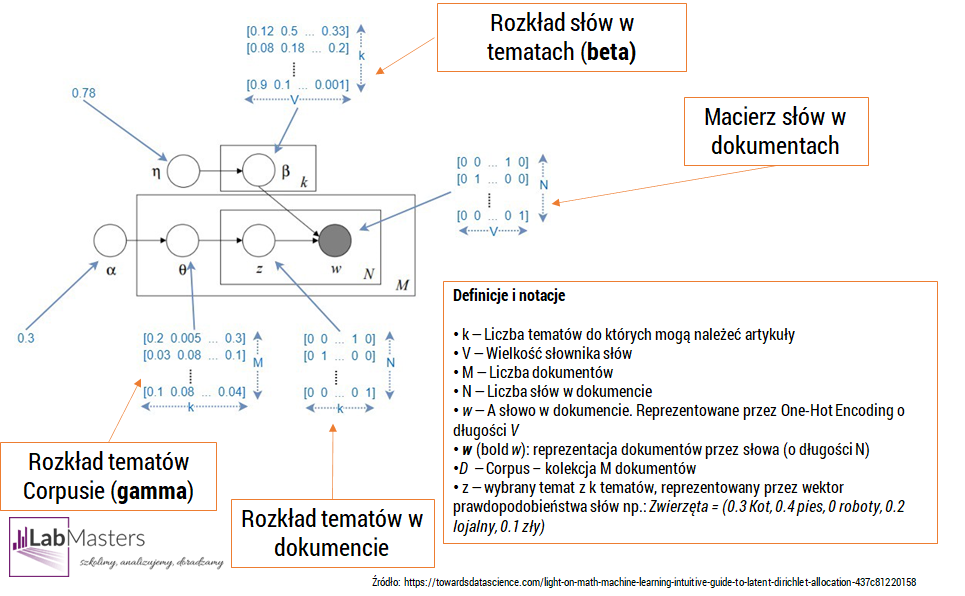 Rozkład słów w
tematach (beta)
[0.12 0.5 ... 0.33]
[0.08 0.18 ... 0.2]
[0.9 0.1 ... 0.001]
k
V
0.78
Macierz słów w
dokumentach
[0 0 ... 1 0]
[0 1 ... 0 0]
[0 0 ... 0 1]
N
V
η
β
k
α
θ
z
w
N
M
0.3
[0.2 0.005 ... 0.3]
[0.03 0.08 ... 0.1]
[0.1 0.08 ... 0.04]
M
k
[0 0 ... 1 0]
[0 1 ... 0 0]
[0 0 ... 0 1]
N
k
Definicje i notacje
• k – Liczba tematów do których mogą należeć artykuły
• V – Wielkość słownika słów
• M – Liczba dokumentów
• N – Liczba słów w dokumencie
• w – A słowo w dokumencie. Reprezentowane przez One-Hot Encoding o
długości V
• w (bold w): reprezentacja dokumentów przez słowa (o długości N)
• D – Corpus – kolekcja M dokumentów
• z – wybrany temat z k tematów, reprezentowany przez wektor
prawdopodobieństwa słów np.: Zwierzęta = (0.3 Kot, 0.4 pies, 0 roboty, 0.2
lojalny, 0.1 zły)
Rozkład tematów
Corpusie (gamma)
Rozkład tematów w
dokumencie
LabMasters
szkolimy, analizujemy, doradzamy
Źródło: https://towardsdatascience.com/light-on-math-machine-learning-intuitive-guide-to-latent-dirichlet-allocation-437c81220158